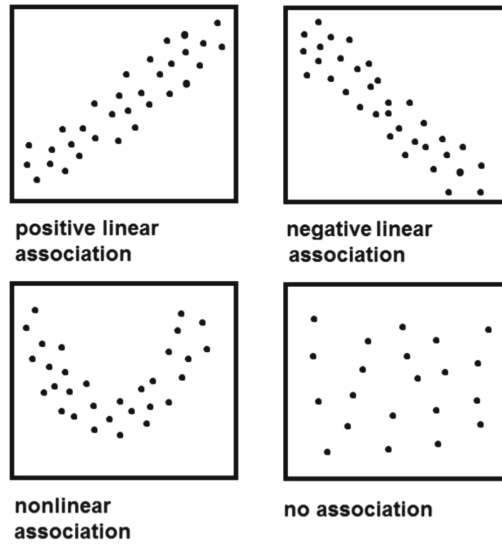 positive linear
association
negative linear
association
nonlinear
association
no association